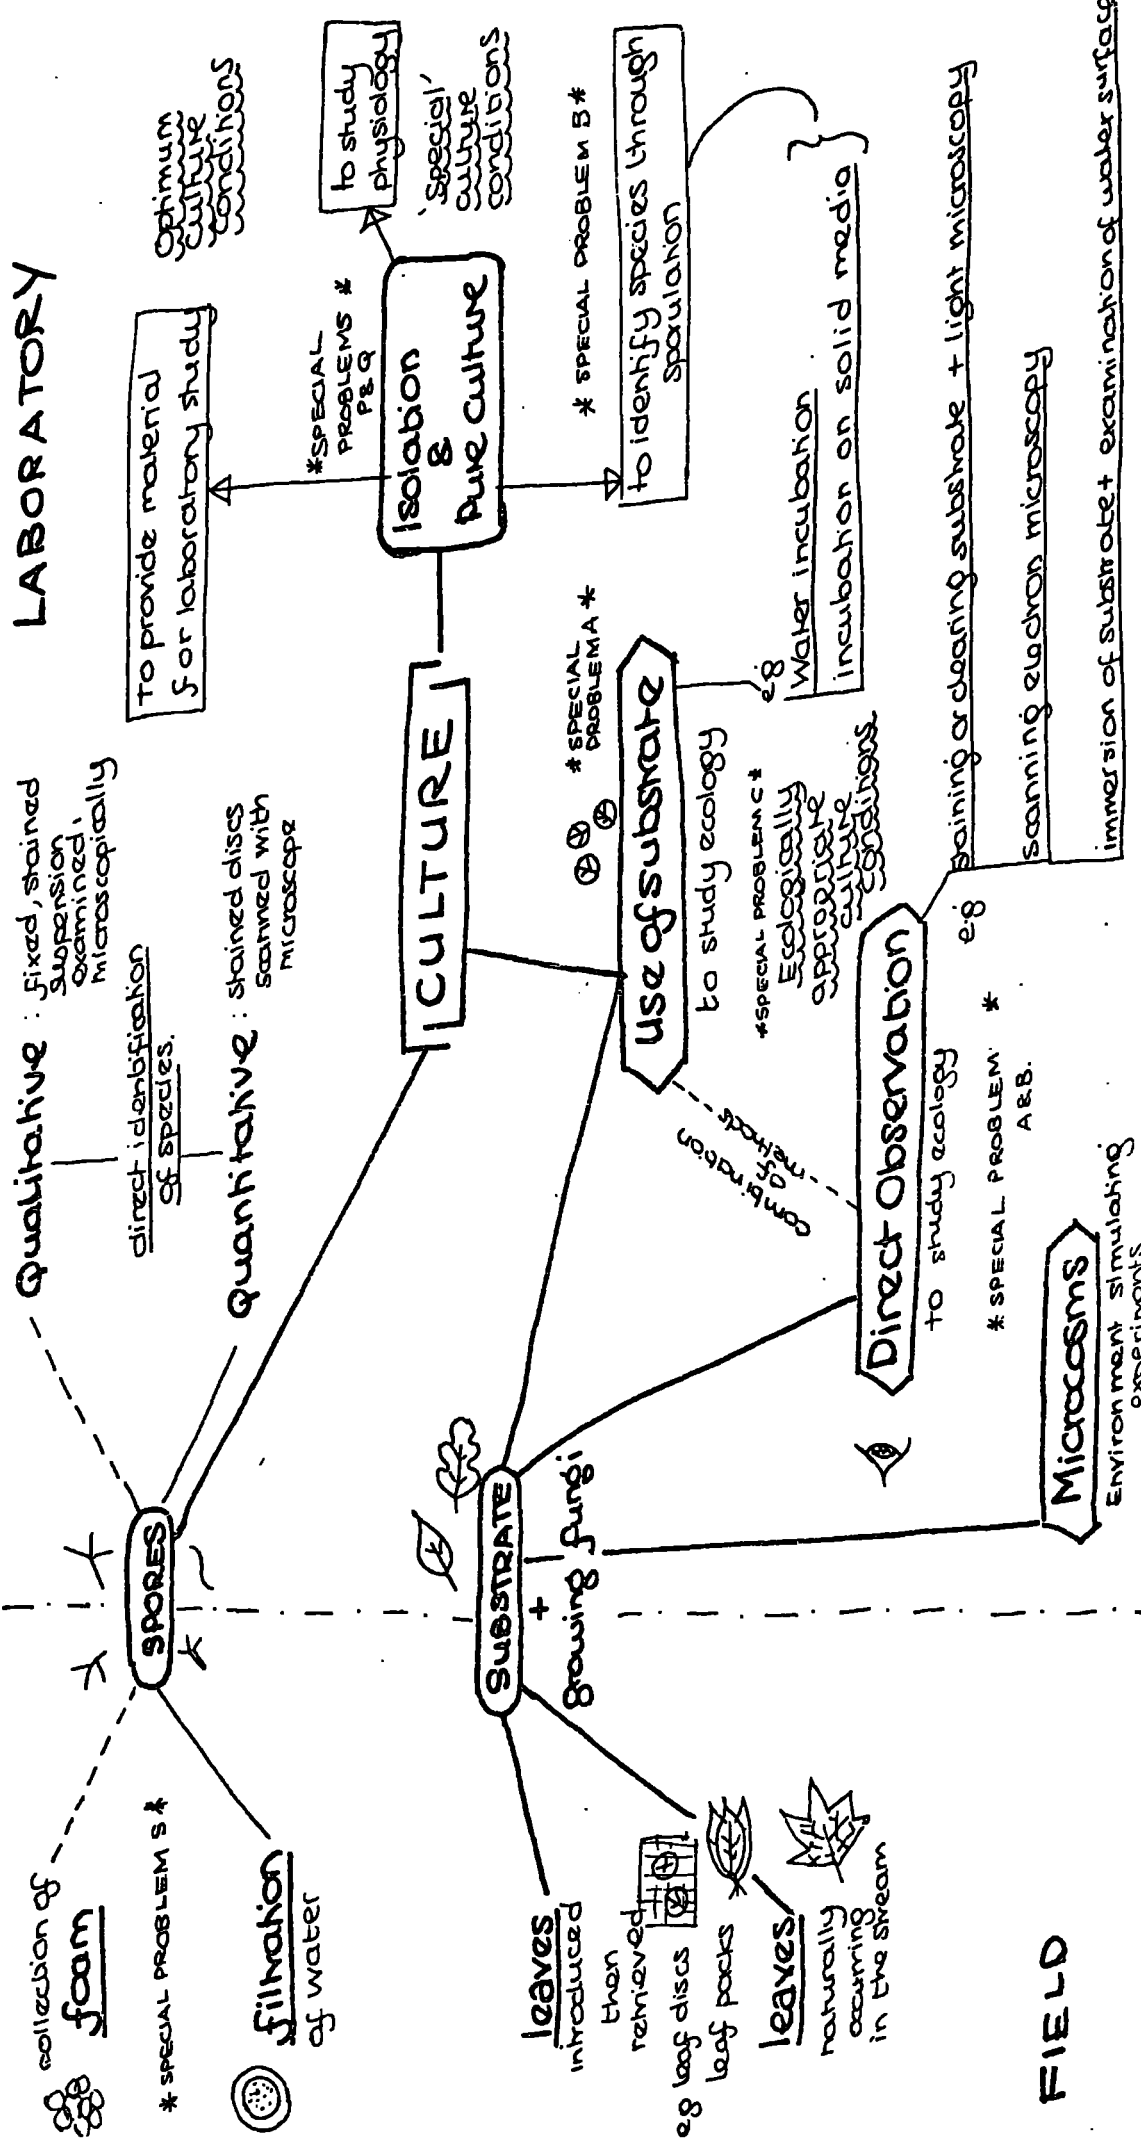 LABORATORY
FIELD
collection of
foam
* SPECIAL PROBLEM S *
filtration
of water
SPORES
Qualitative : fixed, stained
suspension
examined
microscopically
direct identification
of species.
Quantitative : stained discs
scanned with
microscope
CULTURE
Isolation
&
Pure Culture
*SPECIAL
PROBLEMS *
P & Q
to provide material
for laboratory study
Optimum
culture
conditions
to study
physiology
'special'
culture
conditions
* SPECIAL PROBLEM B *
to identify species through
sporulation
SUBSTRATE
+
growing fungi
leaves
introduced
then
retrieved
eg leaf discs
leaf packs
leaves
naturally
occurring
in the stream
Use of substrate
* SPECIAL
PROBLEM A *
to study ecology
*SPECIAL PROBLEM C*
Ecologically
appropriate
culture
conditions
eg
Water incubation
incubation on solid media
combination
of
methods
Direct Observation
to study ecology
* SPECIAL PROBLEM *
A & B.
eg
staining or clearing substrate + light microscopy
scanning electron microscopy
immersion of substrate + examination of water surface
Microcosms
Environment simulating
experiments